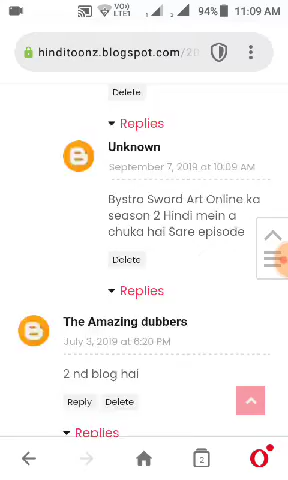 VOD
LTE1
94%
11:09 AM
hinditoonz.blogspot.com/20
Delete
Replies
Unknown
September 7, 2019 at 10:09 AM
Bystro Sword Art Online ka
season 2 Hindi mein a
chuka hai Sare episode
Delete
Replies
The Amazing dubbers
July 3, 2019 at 6:20 PM
2 nd blog hai
Reply Delete
Replies
2